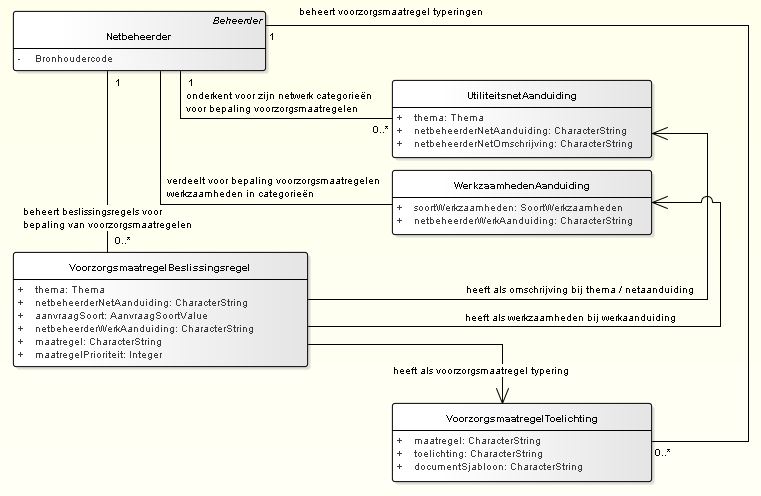 beheert voorzorgsmaatregel typeringen
Beheerder
Netbeheerder
- Bronhoudercode
1
1
1
onderkent voor zijn netwerk categorieën
voor bepaling voorzorgsmaatregelen
0..*
UtiliteitsnetAanduiding
+ thema: Thema
+ netbeheerderNetAanduiding: CharacterString
+ netbeheerderNetOmschrijving: CharacterString
verdeelt voor bepaling voorzorgsmaatregelen
werkzaamheden in categorieën
WerkzaamhedenAanduiding
+ soortWerkzaamheden: SoortWerkzaamheden
+ netbeheerderWerkAanduiding: CharacterString
beheert beslissingsregels voor
bepaling van voorzorgsmaatregelen
0..*
VoorzorgsmaatregelBeslissingsregel
+ thema: Thema
+ netbeheerderNetAanduiding: CharacterString
+ aanvraagSoort: AanvraagSoortValue
+ netbeheerderWerkAanduiding: CharacterString
+ maatregel: CharacterString
+ maatregelPrioriteit: Integer
heeft als omschrijving bij thema / netaanduiding
heeft als werkzaamheden bij werkaanduiding
heeft als voorzorgsmaatregel typering
VoorzorgsmaatregelToelichting
+ maatregel: CharacterString
+ toelichting: CharacterString
+ documentSjabloon: CharacterString
0..*